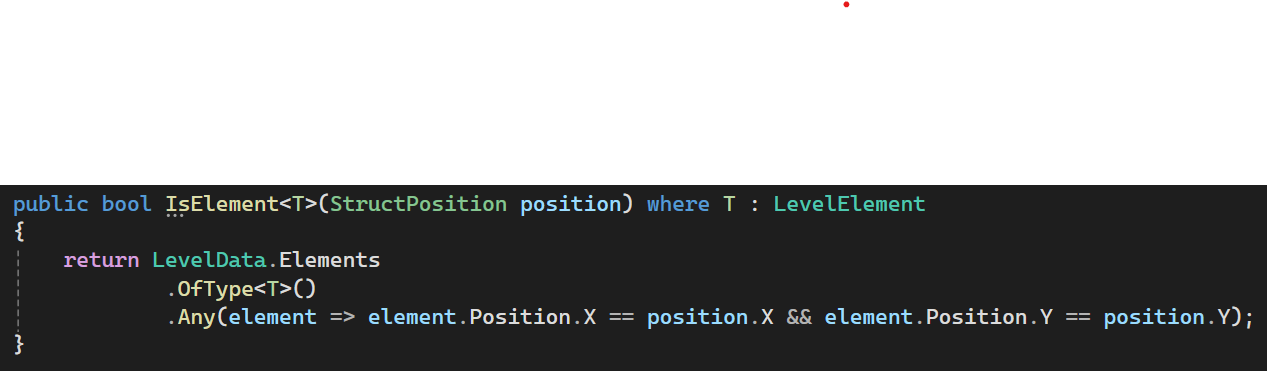 public bool IsElement<T>(StructPosition position) where T : LevelElement
{
    return LevelData.Elements
            .OfType<T>()
            .Any(element => element.Position.X == position.X && element.Position.Y == position.Y);
}